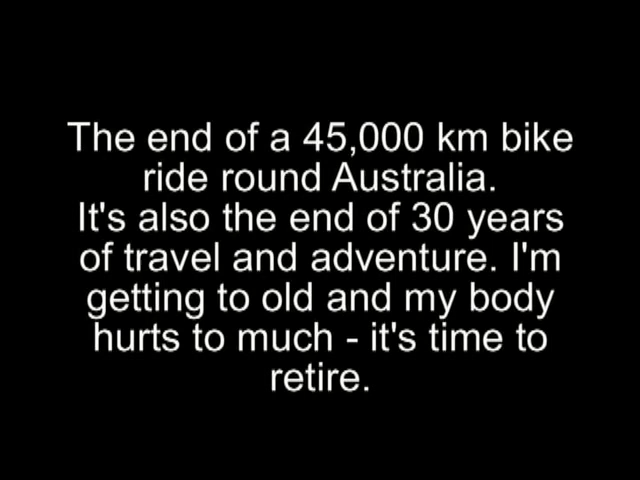 The end of a 45,000 km bike
ride round Australia.
It's also the end of 30 years
of travel and adventure. I'm
getting to old and my body
hurts to much - it's time to
retire.